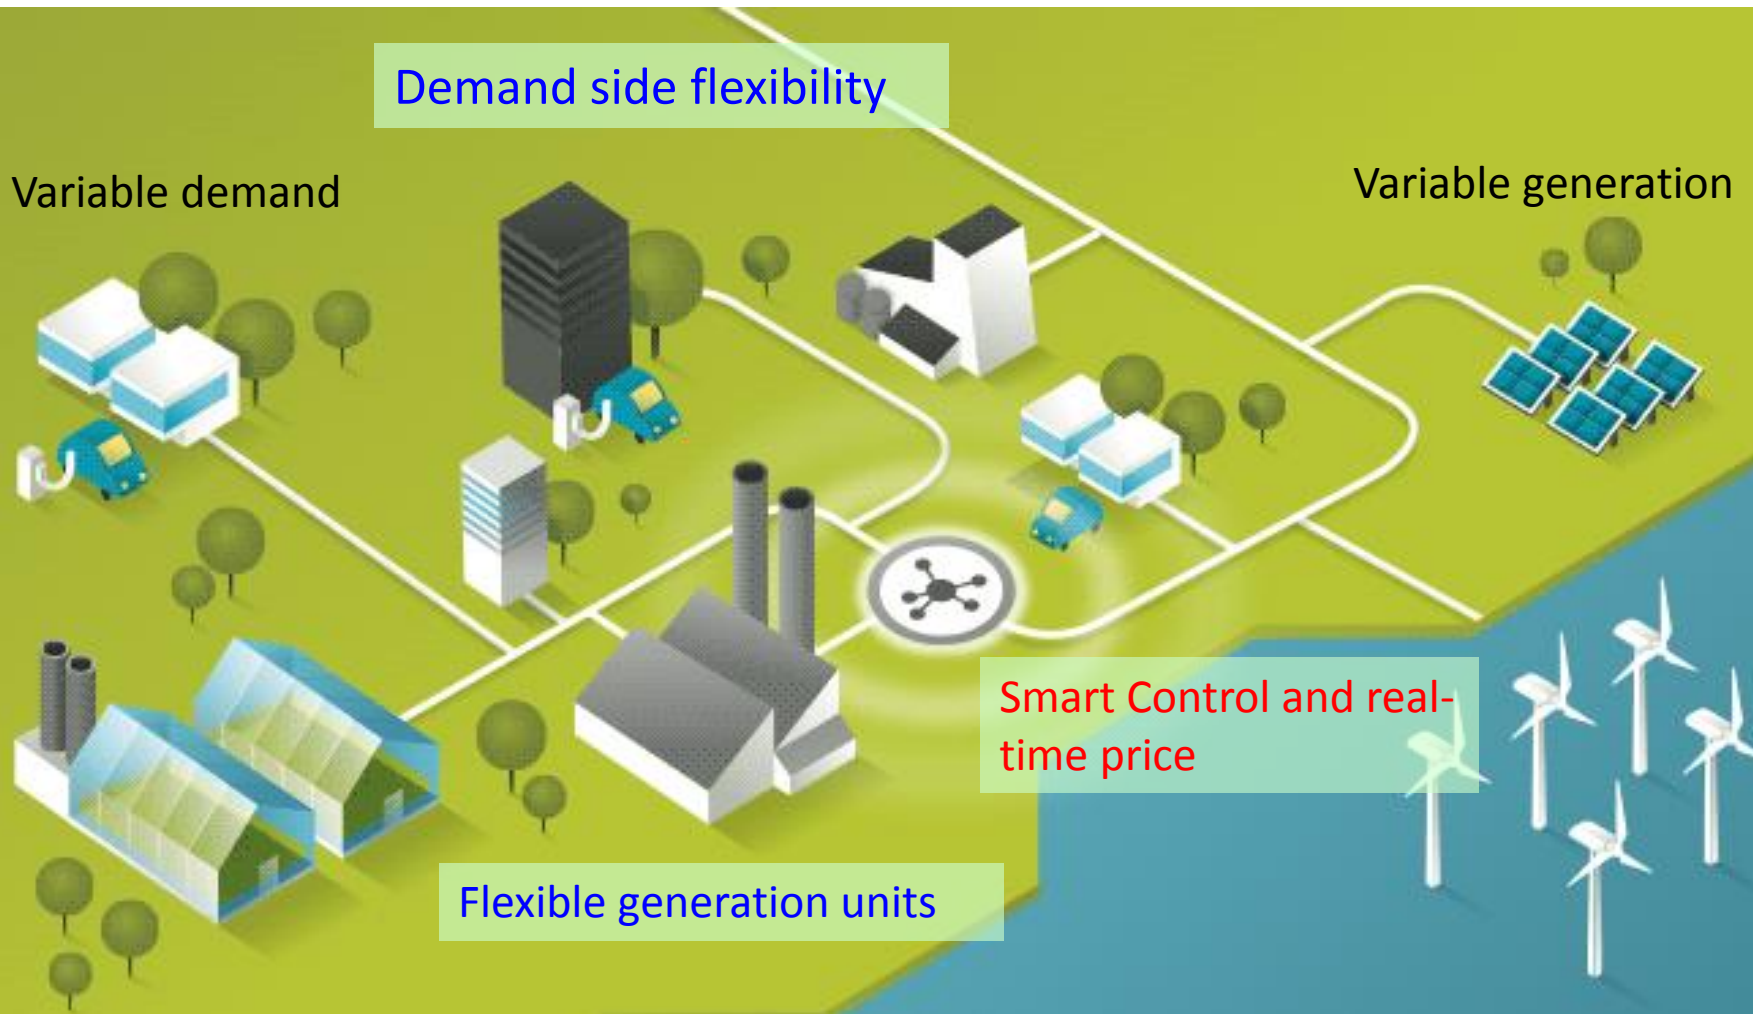 Demand side flexibility
Variable demand
Variable generation
Smart Control and real-
time price
Flexible generation units